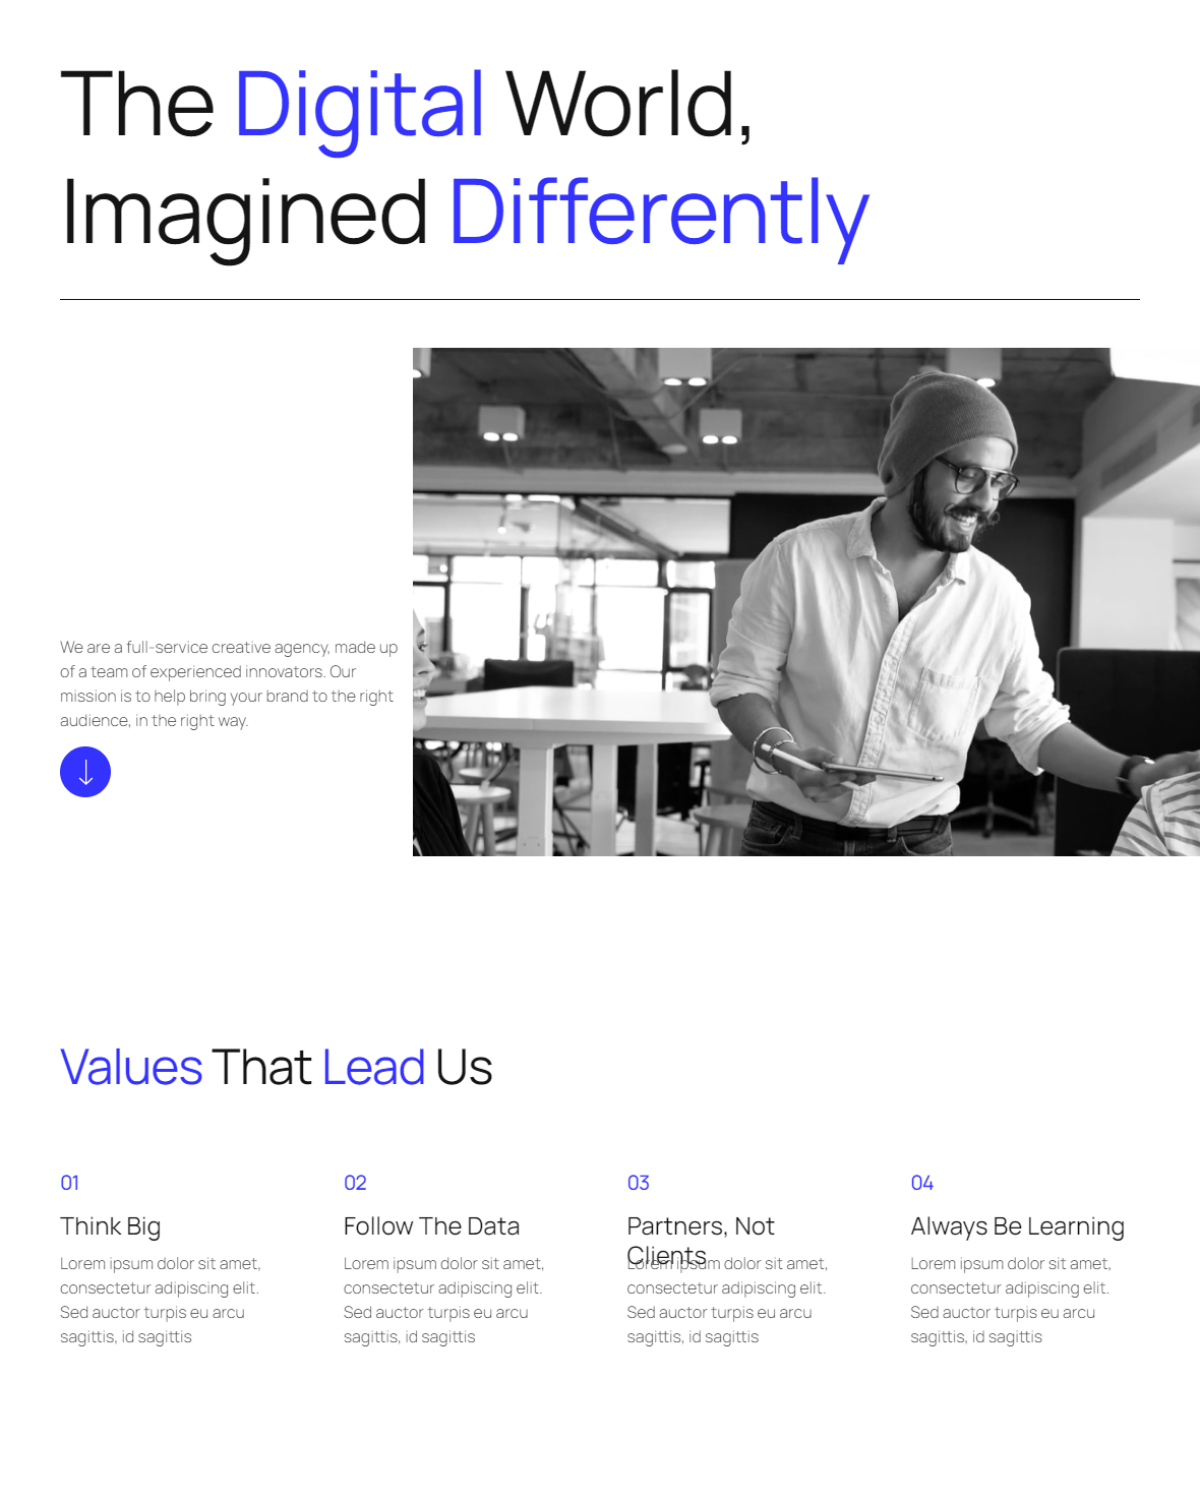 The Digital World,
Imagined Differently
We are a full-service creative agency, made up
of a team of experienced innovators. Our
mission is to help bring your brand to the right
audience, in the right way.
Values That Lead Us
01
Think Big
Lorem ipsum dolor sit amet,
consectetur adipiscing elit.
Sed auctor turpis eu arcu
sagittis, id sagittis
02
Follow The Data
Lorem ipsum dolor sit amet,
consectetur adipiscing elit.
Sed auctor turpis eu arcu
sagittis, id sagittis
03
Partners, Not
Clients
Lorem ipsum dolor sit amet,
consectetur adipiscing elit.
Sed auctor turpis eu arcu
sagittis, id sagittis
04
Always Be Learning
Lorem ipsum dolor sit amet,
consectetur adipiscing elit.
Sed auctor turpis eu arcu
sagittis, id sagittis